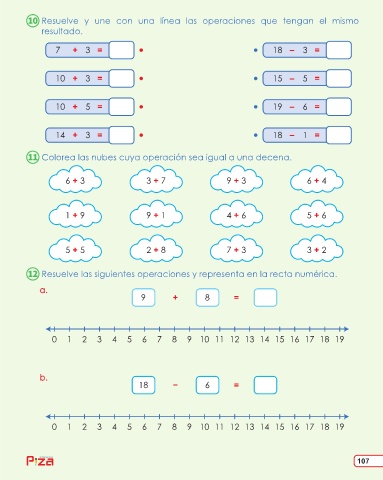 10 Resuelve y une con una línea las operaciones que tengan el mismo
resultado.
7 + 3 = • • 18 – 3 =
10 + 3 = • • 15 – 5 =
10 + 5 = • • 19 – 6 =
14 + 3 = • • 18 – 1 =
11 Colorea las nubes cuya operación sea igual a una decena.
6 + 3 3 + 7 9 + 3 6 + 4
1 + 9 9 + 1 4 + 6 5 + 6
5 + 5 2 + 8 7 + 3 3 + 2
12 Resuelve las siguientes operaciones y representa en la recta numérica.
a.
9 + 8 =
0 1 2 3 4 5 6 7 8 9 10 11 12 13 14 15 16 17 18 19
b.
18 – 6 =
0 1 2 3 4 5 6 7 8 9 10 11 12 13 14 15 16 17 18 19
P:za 107